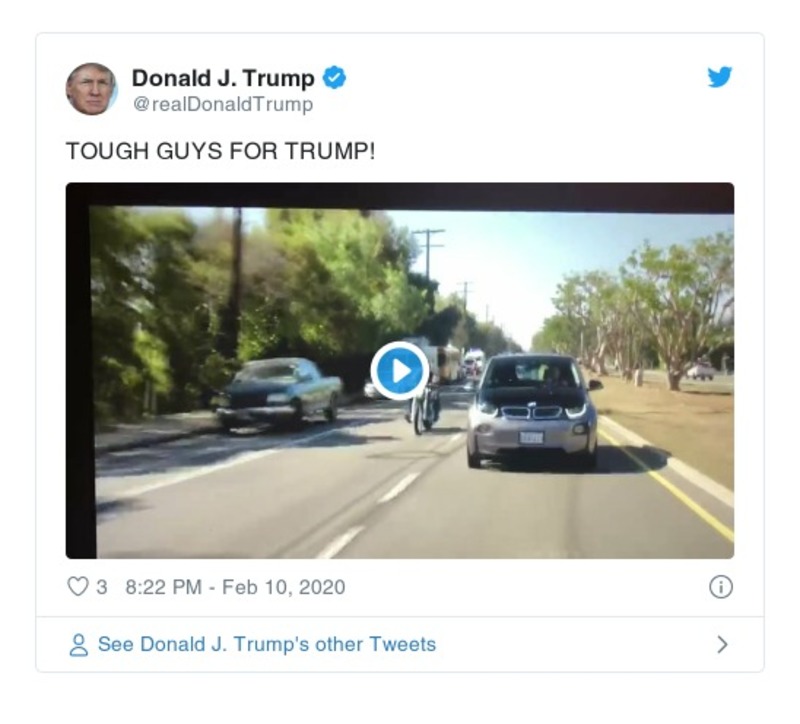 Donald J. Trump
@realDonaldTrump
TOUGH GUYS FOR TRUMP!
3 8:22 PM - Feb 10, 2020
See Donald J. Trump's other Tweets